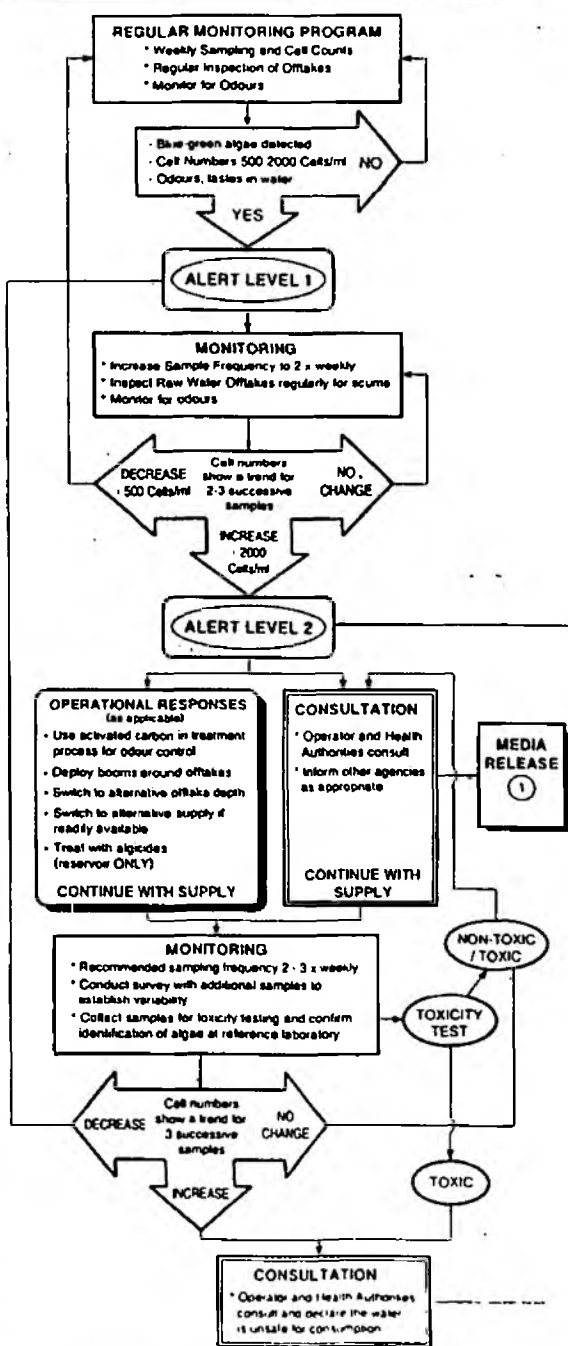 REGULAR MONITORING PROGRAM
* Weekly Sampling and Cell Counts
* Regular Inspection of Offtakes
* Monitor for Odours
- Blue-green algae detected
- Cell Numbers 500 2000 Cells/ml
- Odours, tastes in water
NO
YES
ALERT LEVEL 1
MONITORING
* Increase Sample Frequency to 2 x weekly
* Inspect Raw Water Offtakes regularly for scums
* Monitor for odours
DECREASE
500 Cells/ml
Cell numbers
show a trend for
2-3 successive
samples
NO
CHANGE
INCREASE
2000
Cells/ml
ALERT LEVEL 2
OPERATIONAL RESPONSES
(as applicable)
- Use activated carbon in treatment
process for odour control
- Deploy booms around offtakes
- Switch to alternative offtake depth
- Switch to alternative supply if
readily available
- Treat with algicides
(reservoir ONLY)
CONTINUE WITH SUPPLY
CONSULTATION
* Operator and Health
Authorities consult
* Inform other agencies
as appropriate
CONTINUE WITH
SUPPLY
MEDIA
RELEASE
1
MONITORING
* Recommended sampling frequency 2 - 3 x weekly
* Conduct survey with additional samples to
establish variability
* Collect samples for toxicity testing and confirm
identification of algae at reference laboratory
TOXICITY
TEST
NON-TOXIC
/ TOXIC
DECREASE
Cell numbers
show a trend for
3 successive
samples
NO
CHANGE
INCREASE
TOXIC
CONSULTATION
* Operator and Health Authorities
consult and declare the water
is unsafe for consumption